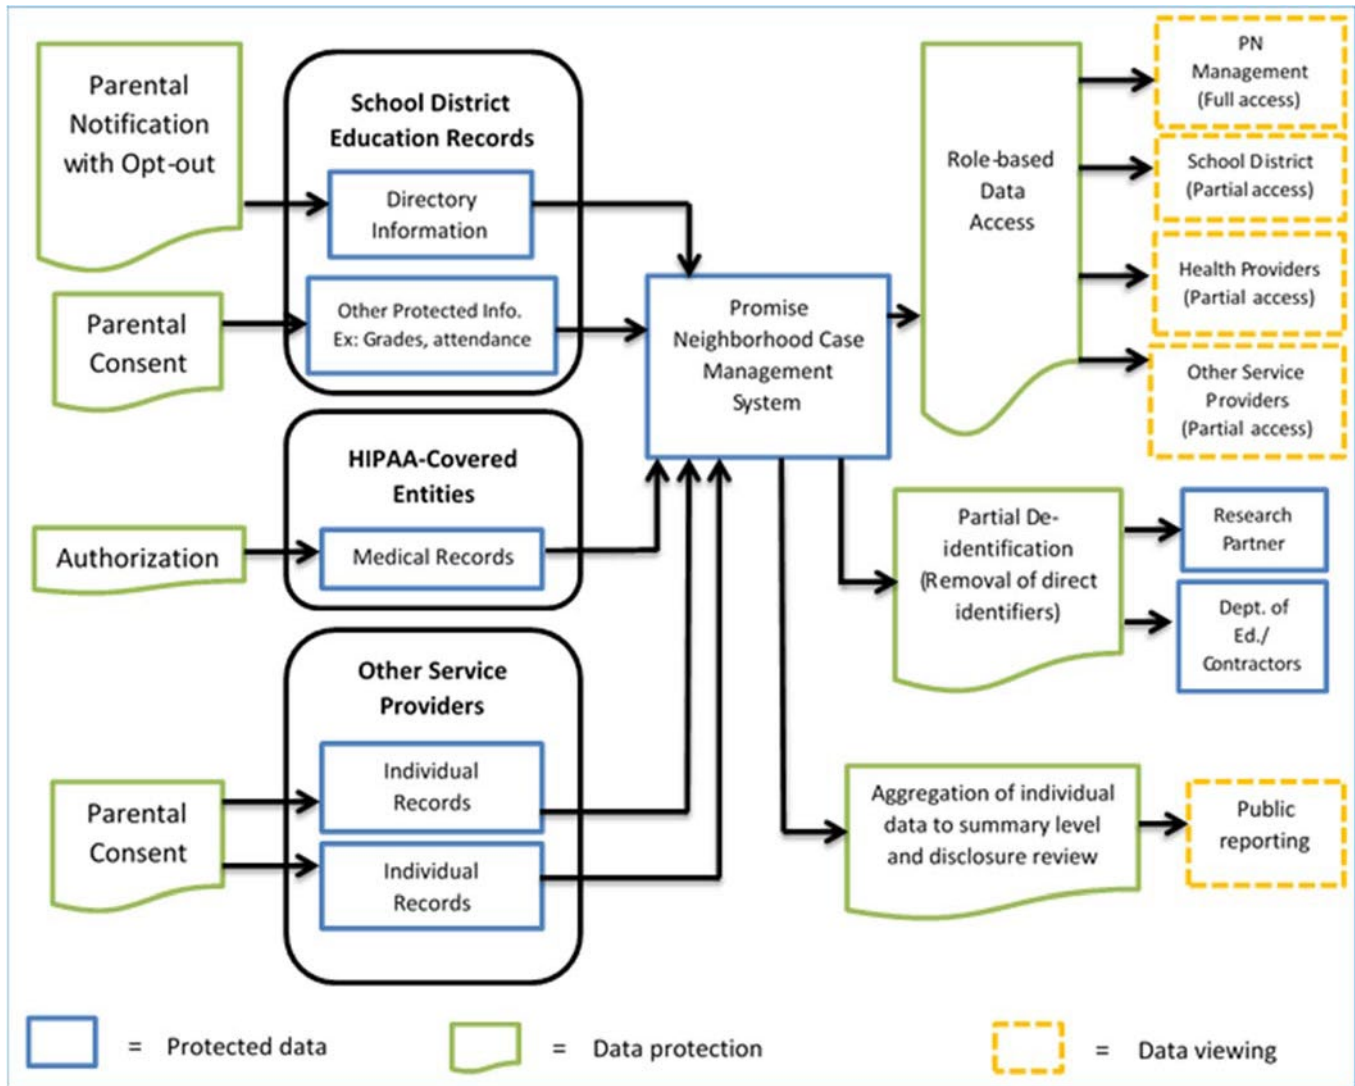 Parental
Notification
with Opt-out
School District
Education Records
Directory
Information
Parental
Consent
Other Protected Info.
Ex: Grades, attendance
HIPAA-Covered
Entities
Authorization
Medical Records
Other Service
Providers
Parental
Consent
Individual
Records
Individual
Records
Promise
Neighborhood Case
Management
System
Role-based
Data
Access
PN
Management
(Full access)
School District
(Partial access)
Health Providers
(Partial access)
Other Service
Providers
(Partial access)
Partial De-
identification
(Removal of direct
identifiers)
Research
Partner
Dept. of
Ed./
Contractors
Aggregation of individual
data to summary level
and disclosure review
Public
reporting
= Protected data
= Data protection
= Data viewing